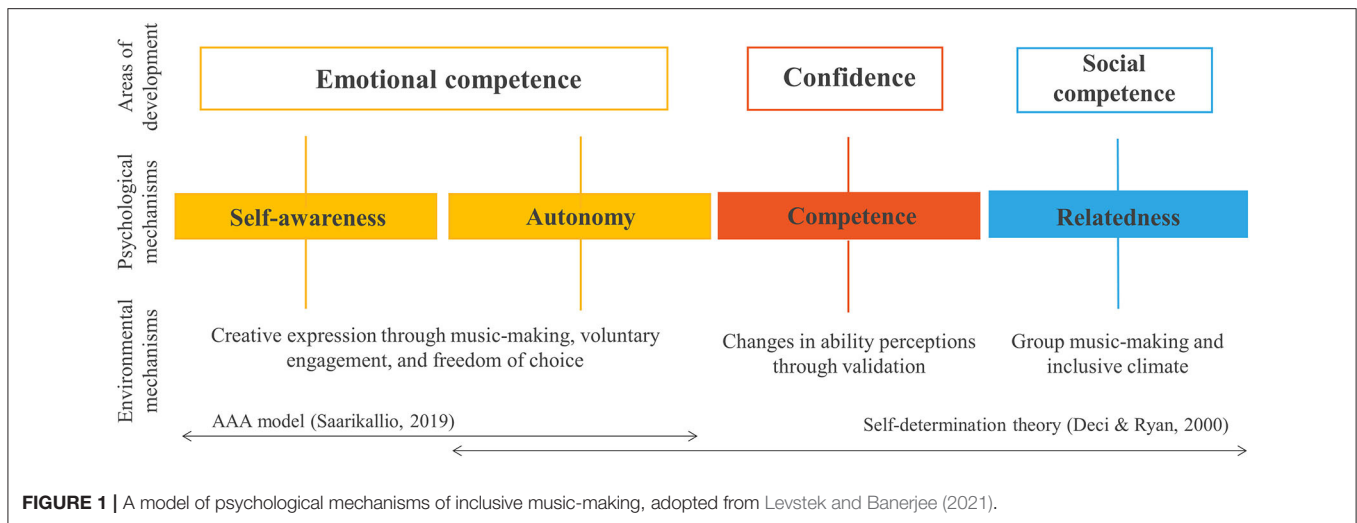 Areas of
development
Emotional competence
Confidence
Social
competence
Psychological
mechanisms
Self-awareness
Autonomy
Competence
Relatedness
Environmental
mechanisms
Creative expression through music-making, voluntary
engagement, and freedom of choice
Changes in ability perceptions
through validation
Group music-making and
inclusive climate
AAA model (Saarikallio, 2019)
Self-determination theory (Deci & Ryan, 2000)
FIGURE 1 | A model of psychological mechanisms of inclusive music-making, adopted from Levstek and Banerjee (2021).